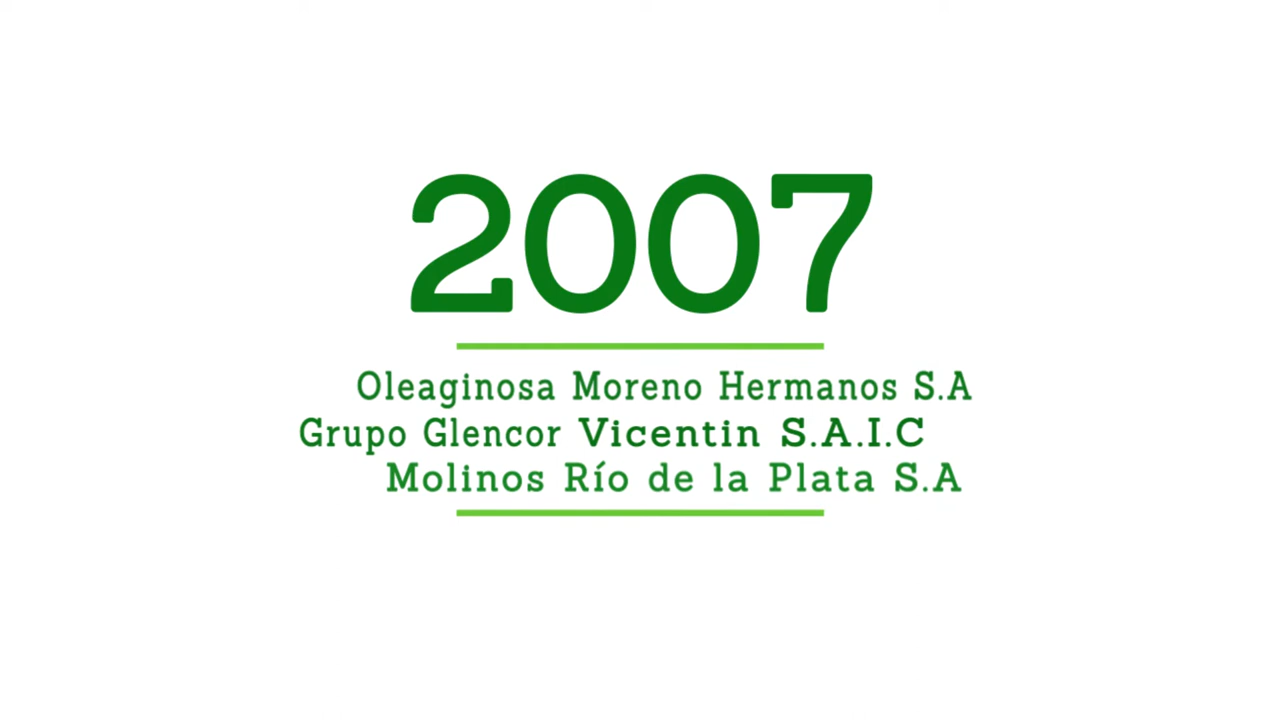 2007
Oleaginosa Moreno Hermanos S.A
Grupo Glencor Vicentin S.A.I.C
Molinos Río de la Plata S.A